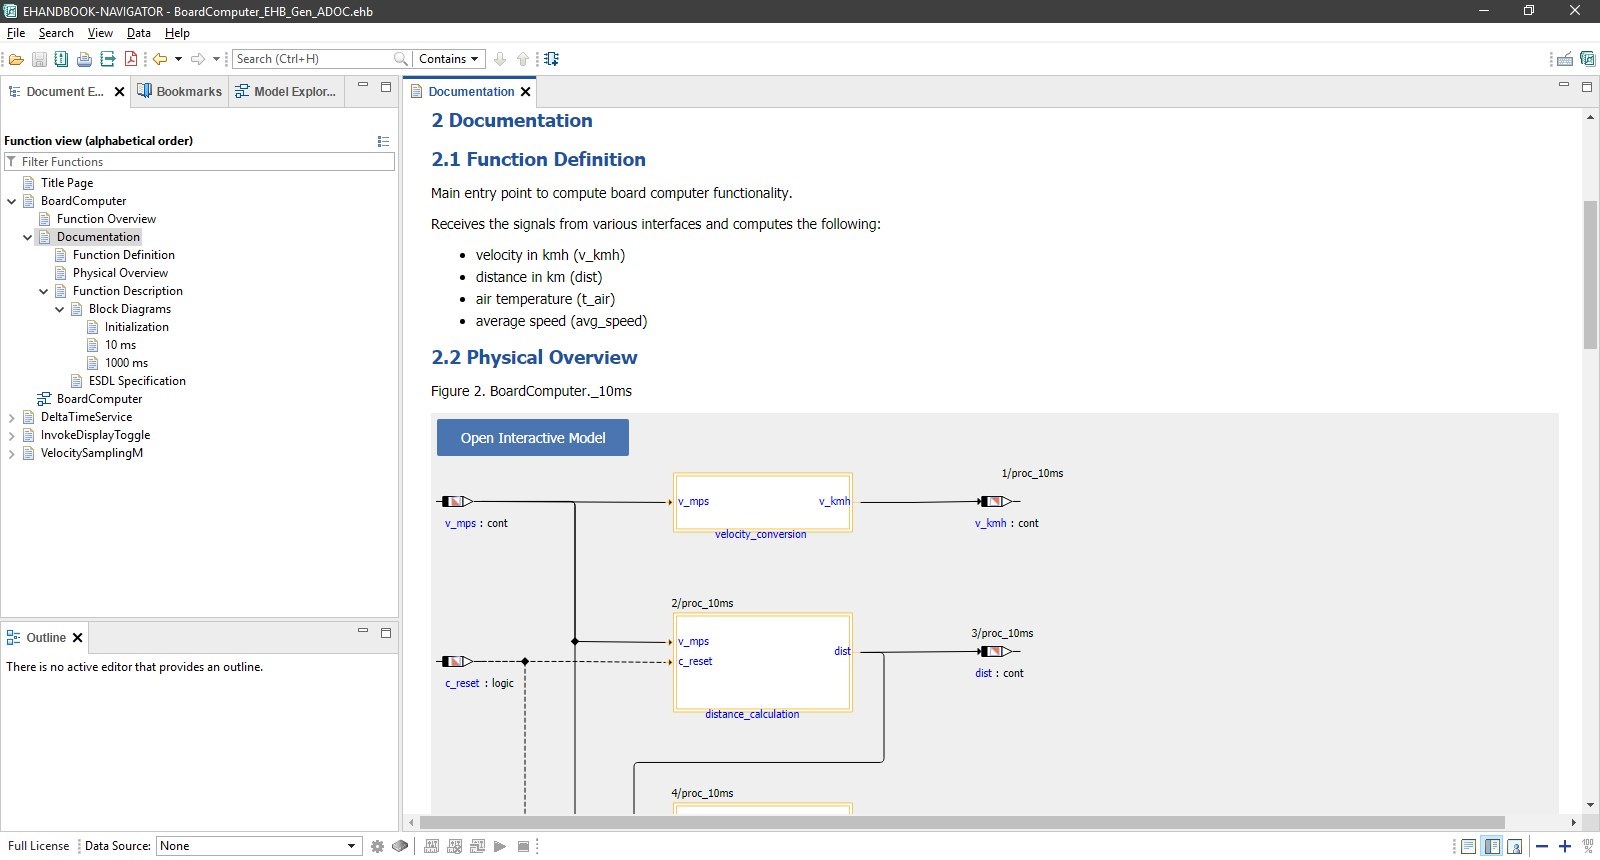 EHANDBOOK-NAVIGATOR - BoardComputer_EHB_Gen_ADOC.ehb
File Search View Data Help
Search (Ctrl+H) Contains
Document E... Bookmarks Model Explor...
Function view (alphabetical order)
Filter Functions
Title Page
BoardComputer
Function Overview
Documentation
Function Definition
Physical Overview
Function Description
Block Diagrams
Initialization
10 ms
1000 ms
ESDL Specification
BoardComputer
DeltaTimeService
InvokeDisplayToggle
VelocitySamplingM
Outline
There is no active editor that provides an outline.
Documentation
2 Documentation
2.1 Function Definition
Main entry point to compute board computer functionality.
Receives the signals from various interfaces and computes the following:
• velocity in kmh (v_kmh)
• distance in km (dist)
• air temperature (t_air)
• average speed (avg_speed)
2.2 Physical Overview
Figure 2. BoardComputer._10ms
Open Interactive Model
1/proc_10ms
v_mps v_kmh
v_mps : cont
v_kmh : cont
velocity_conversion
2/proc_10ms
v_mps
c_reset
dist
3/proc_10ms
c_reset : logic
dist : cont
distance_calculation
4/proc_10ms
Full License Data Source: None
100 %